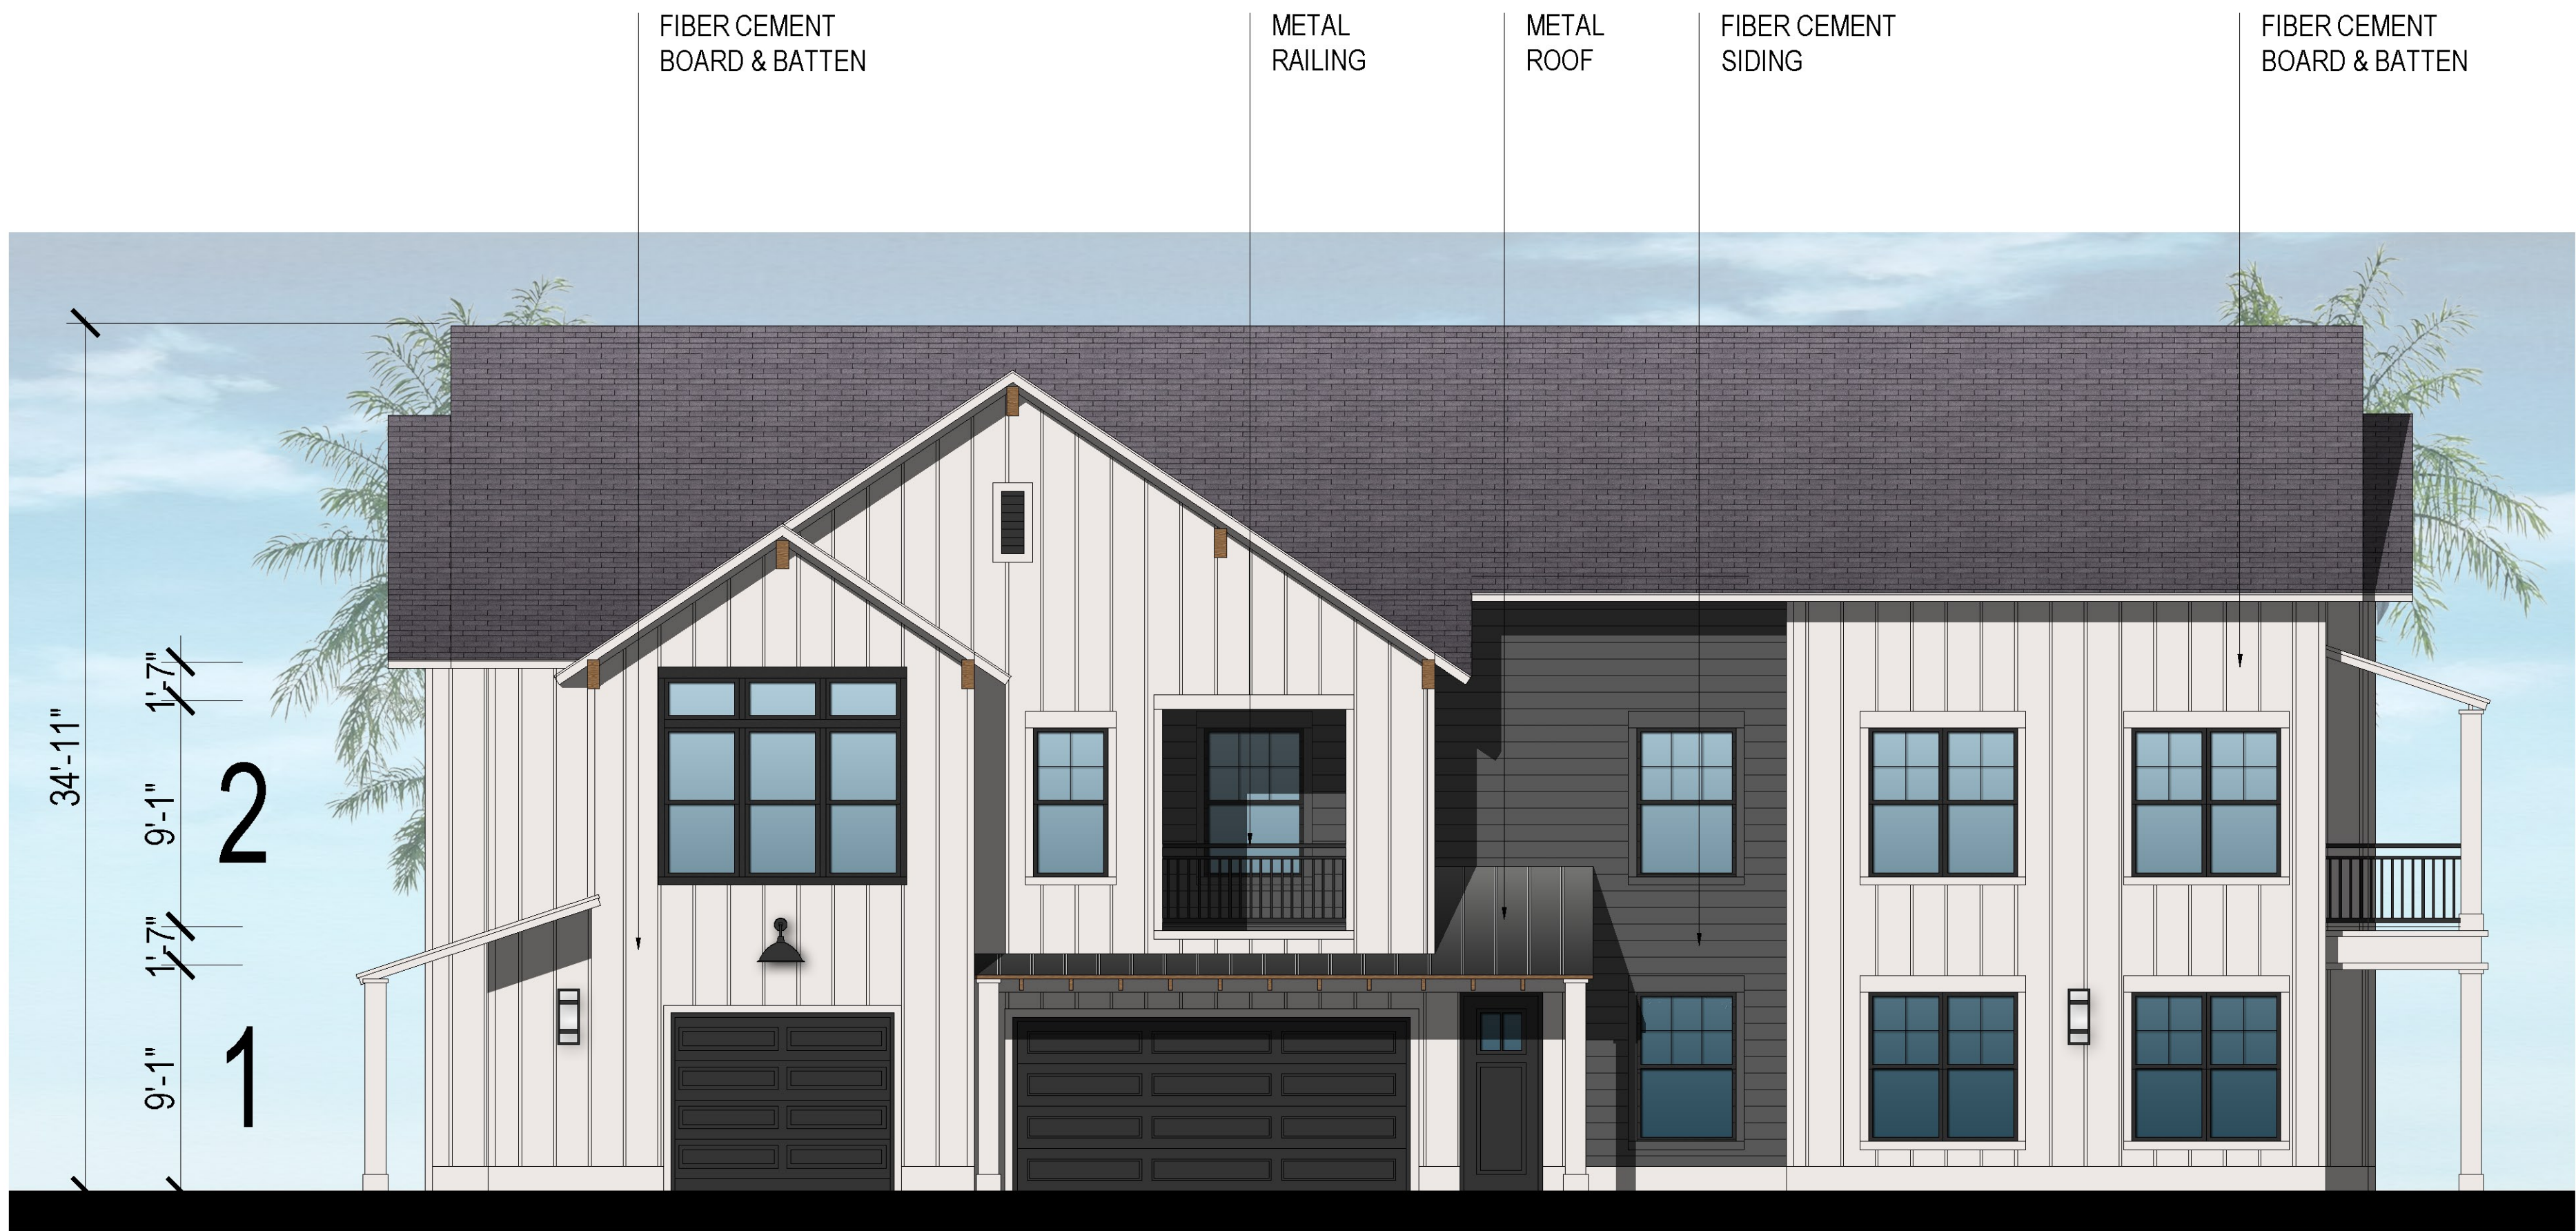 FIBER CEMENT
BOARD & BATTEN
METAL
RAILING
METAL
ROOF
FIBER CEMENT
SIDING
FIBER CEMENT
BOARD & BATTEN
34'-11"
1'-7"
9'-1"
2
1'-7"
9'-1"
1